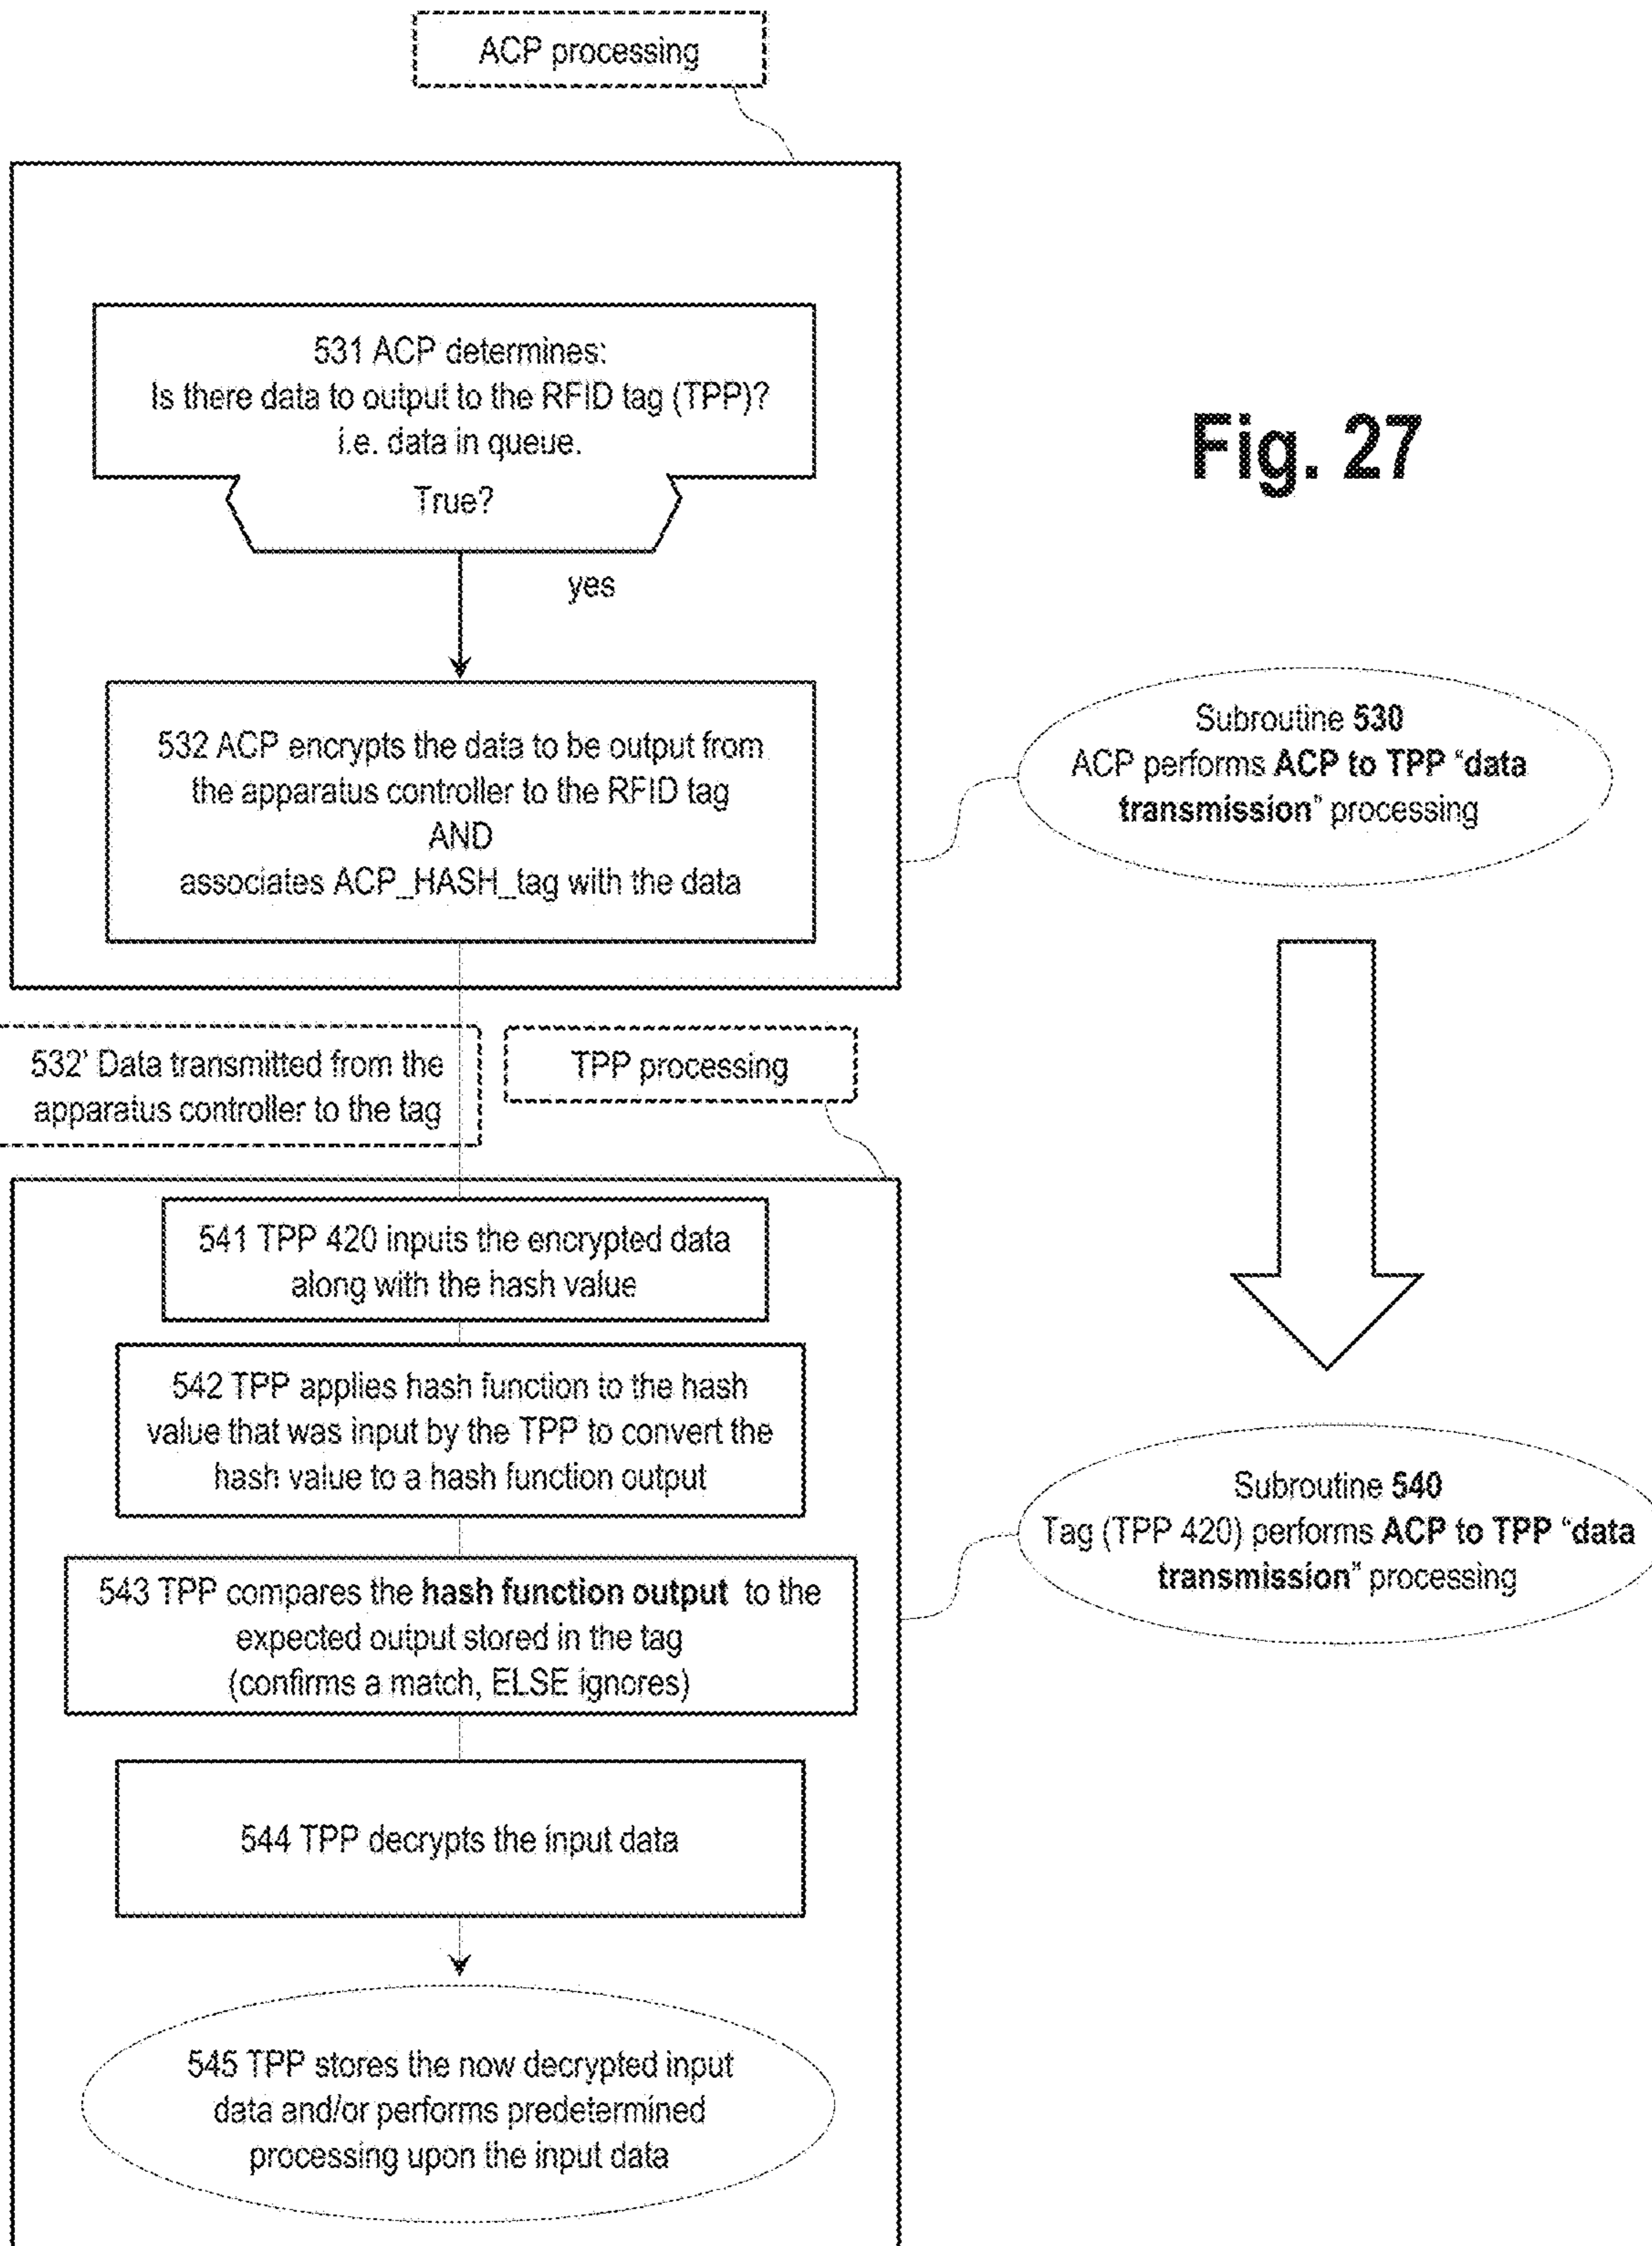 ACP processing
531 ACP determines:
Is there data to output to the RFID tag (TPP)?
i.e. data in queue.
True?
yes
Fig. 27
532 ACP encrypts the data to be output from
the apparatus controller to the RFID tag
AND
associates ACP_HASH_tag with the data
Subroutine 530
ACP performs ACP to TPP “data
transmission” processing
532' Data transmitted from the
apparatus controller to the tag
TPP processing
541 TPP 420 inputs the encrypted data
along with the hash value
542 TPP applies hash function to the hash
value that was input by the TPP to convert the
hash value to a hash function output
543 TPP compares the hash function output to the
expected output stored in the tag
(confirms a match, ELSE ignores)
Subroutine 540
Tag (TPP 420) performs ACP to TPP “data
transmission” processing
544 TPP decrypts the input data
545 TPP stores the now decrypted input
data and/or performs predetermined
processing upon the input data